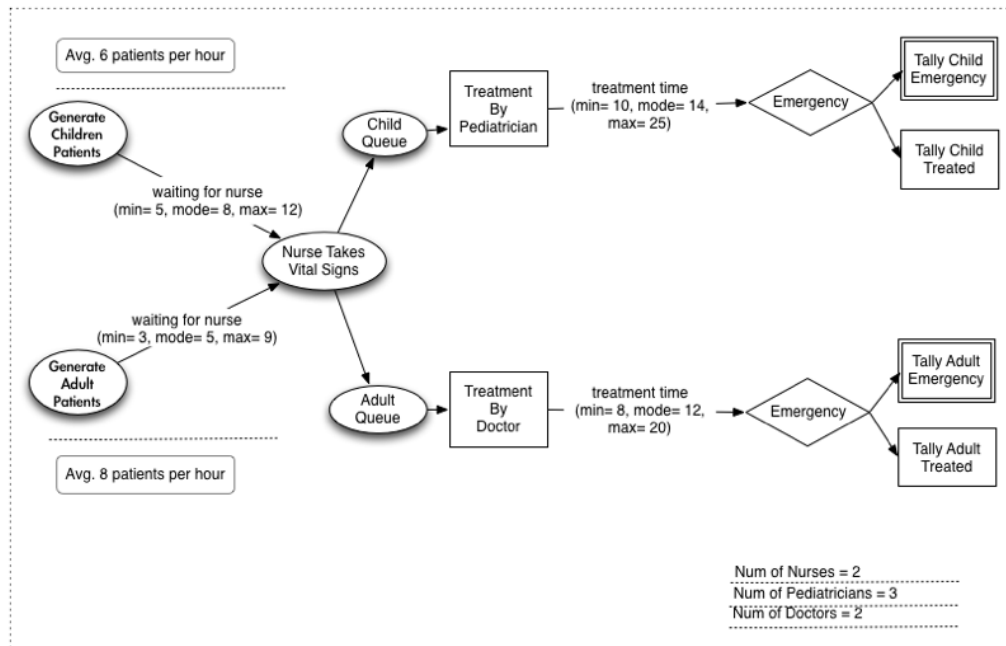 Avg. 6 patients per hour
Generate
Children
Patients
waiting for nurse
(min= 5, mode= 8, max= 12)
Child
Queue
Treatment
By
Pediatrician
treatment time
(min= 10, mode= 14,
max= 25)
Emergency
Tally Child
Emergency
Tally Child
Treated
Nurse Takes
Vital Signs
waiting for nurse
(min= 3, mode= 5, max= 9)
Generate
Adult
Patients
Avg. 8 patients per hour
Adult
Queue
Treatment
By
Doctor
treatment time
(min= 8, mode= 12,
max= 20)
Emergency
Tally Adult
Emergency
Tally Adult
Treated
Num of Nurses = 2
Num of Pediatricians = 3
Num of Doctors = 2